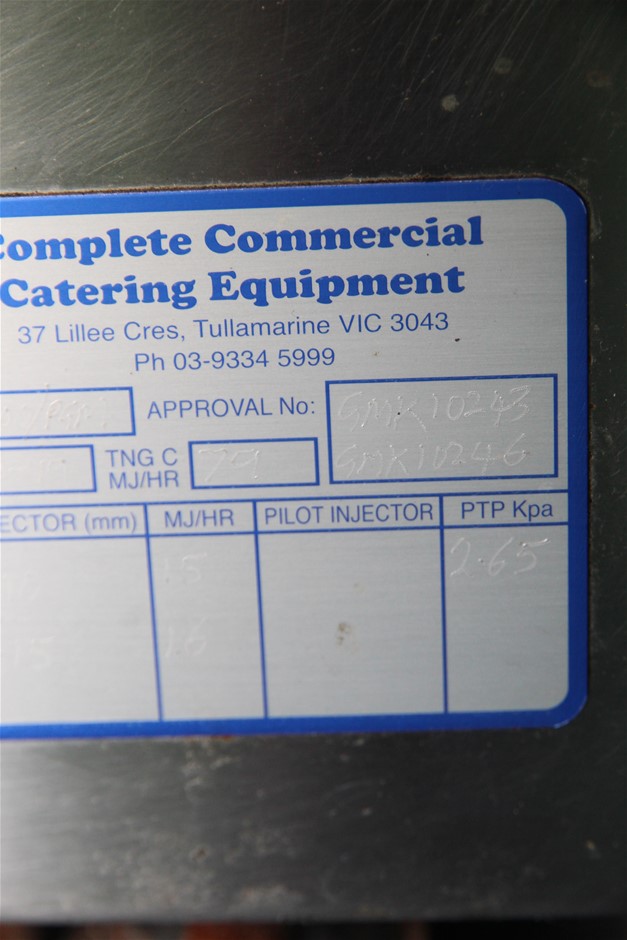 Complete Commercial
Catering Equipment
37 Lillee Cres, Tullamarine VIC 3043
Ph 03-9334 5999
APPROVAL No: GMK10243
GMK10246
TNG C
MJ/HR 79
ECTOR (mm) MJ/HR PILOT INJECTOR PTP Kpa
15 2.65
16